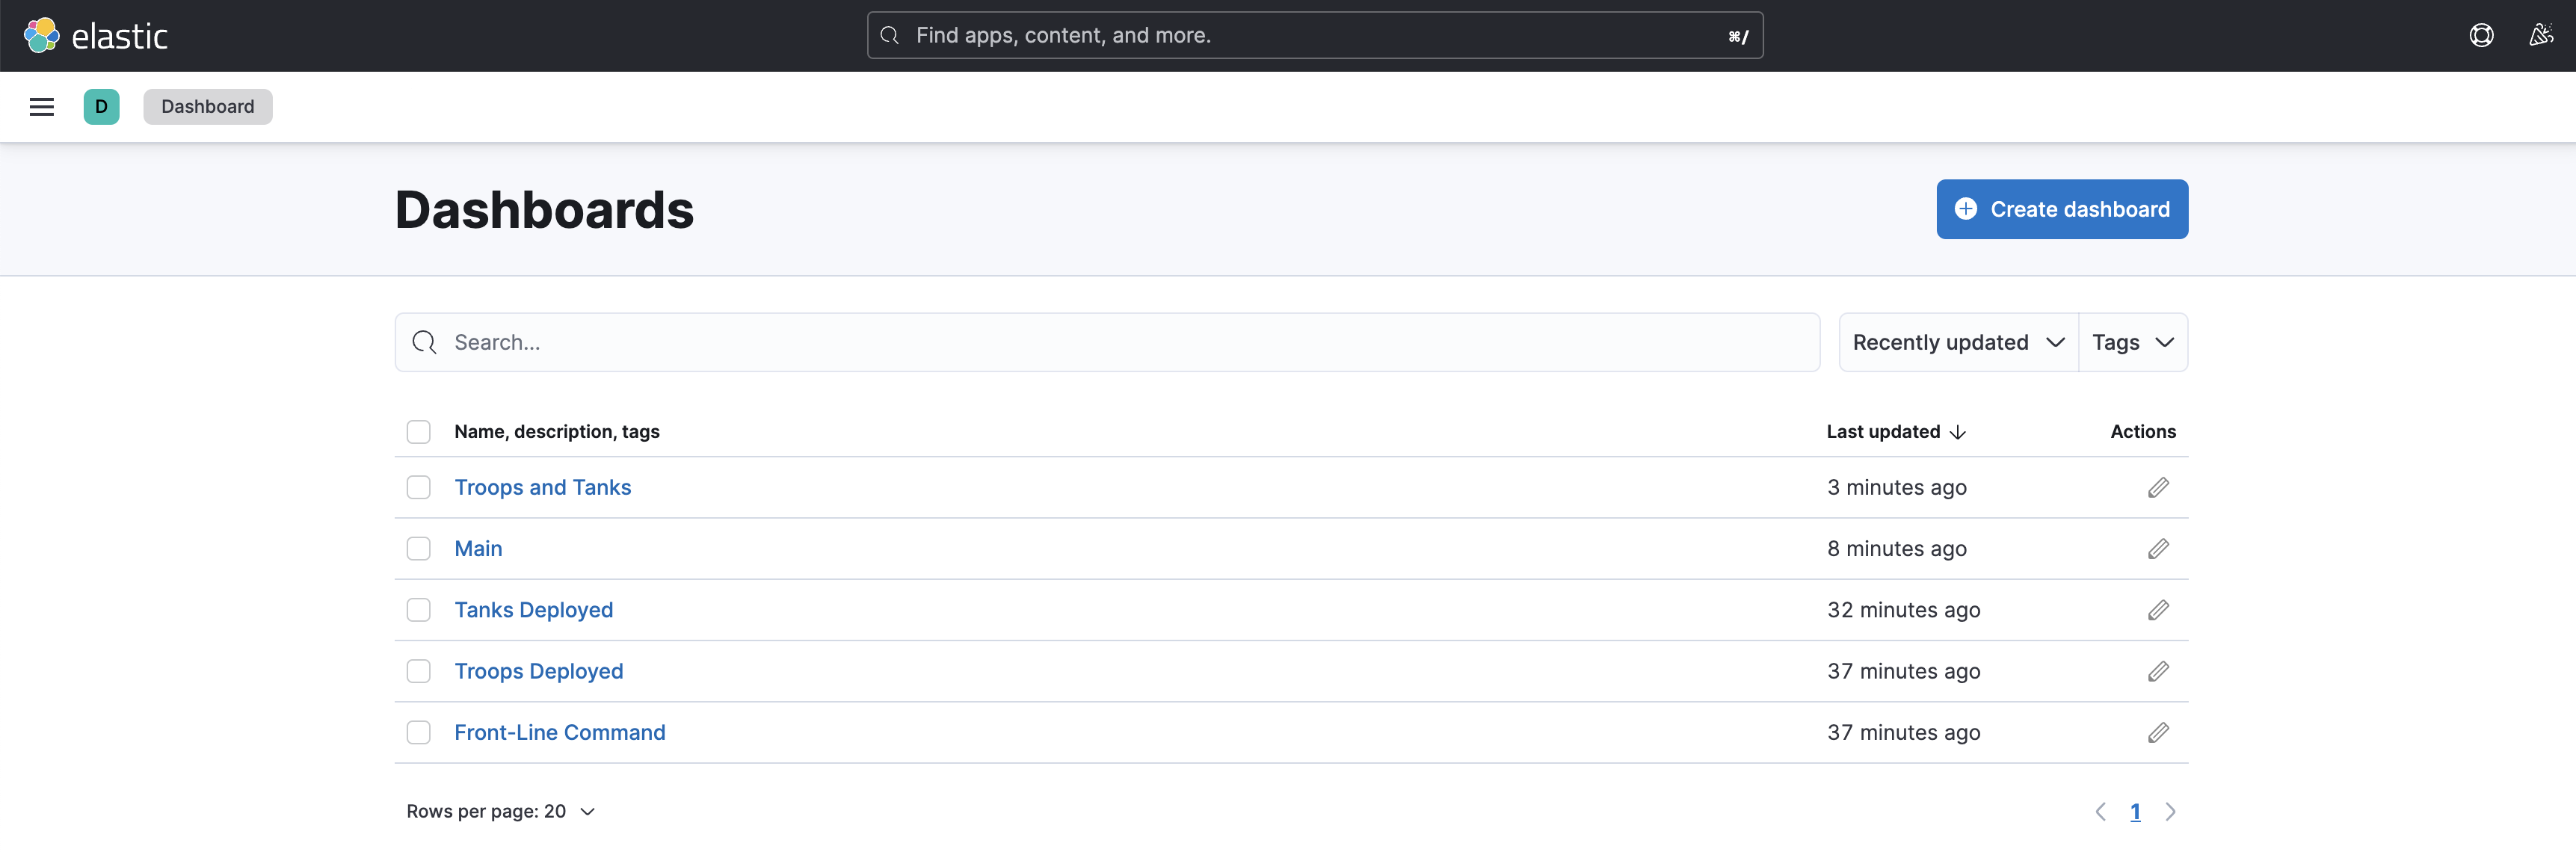 elastic
Find apps, content, and more.
⌘/
D
Dashboard
Dashboards
Create dashboard
Search...
Recently updated
Tags
Name, description, tags
Last updated
Actions
Troops and Tanks
3 minutes ago
Main
8 minutes ago
Tanks Deployed
32 minutes ago
Troops Deployed
37 minutes ago
Front-Line Command
37 minutes ago
Rows per page: 20
1